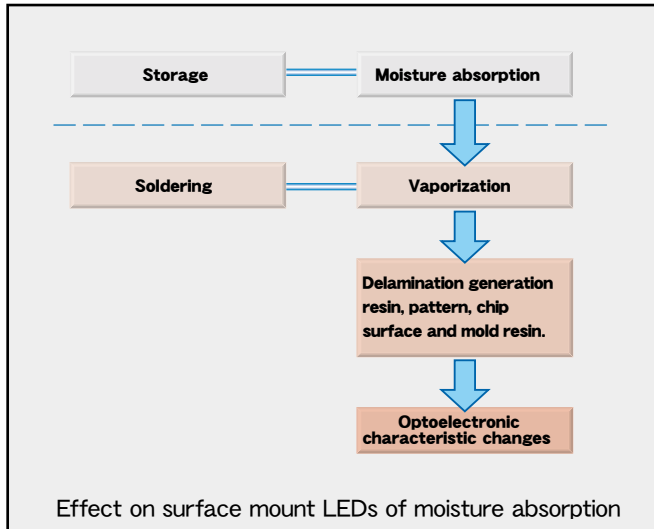 Storage
Moisture absorption
Soldering
Vaporization
Delamination generation
resin, pattern, chip
surface and mold resin.
Optoelectronic
characteristic changes
Effect on surface mount LEDs of moisture absorption